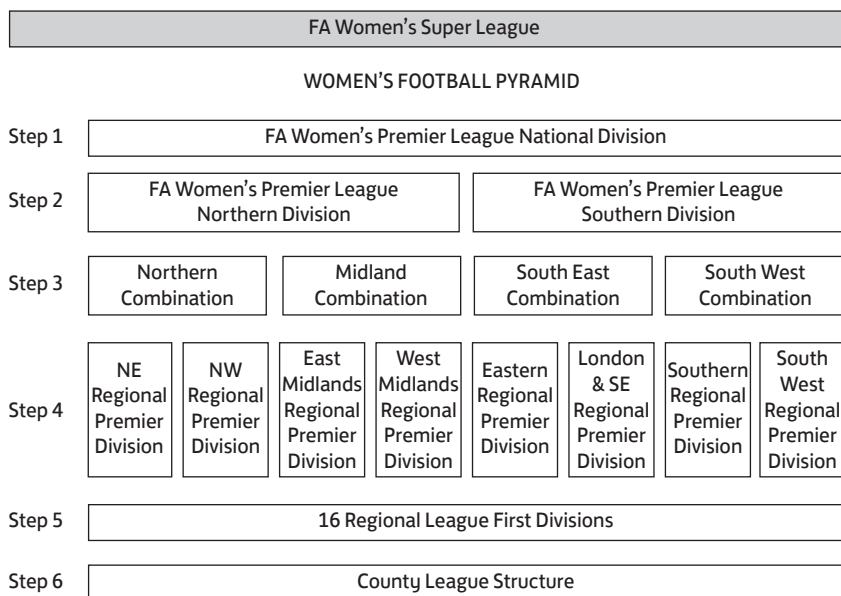 FA Women's Super League
WOMEN'S FOOTBALL PYRAMID
Step 1
FA Women's Premier League National Division
Step 2
FA Women's Premier League
Northern Division
FA Women's Premier League
Southern Division
Step 3
Northern
Combination
Midland
Combination
South East
Combination
South West
Combination
Step 4
NE
Regional
Premier
Division
NW
Regional
Premier
Division
East
Midlands
Regional
Premier
Division
West
Midlands
Regional
Premier
Division
Eastern
Regional
Premier
Division
London
& SE
Regional
Premier
Division
Southern
Regional
Premier
Division
South
West
Regional
Premier
Division
Step 5
16 Regional League First Divisions
Step 6
County League Structure